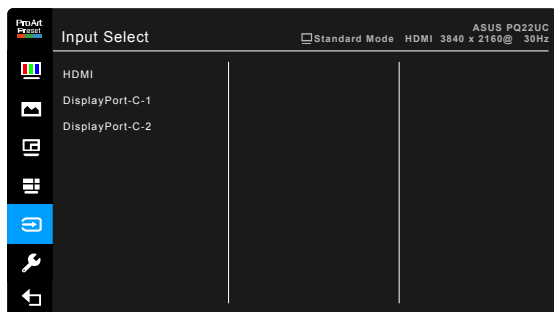 ProArt
Preset
Input Select
ASUS PQ22UC
Standard Mode HDMI 3840 x 2160@ 30Hz
HDMI
DisplayPort-C-1
DisplayPort-C-2